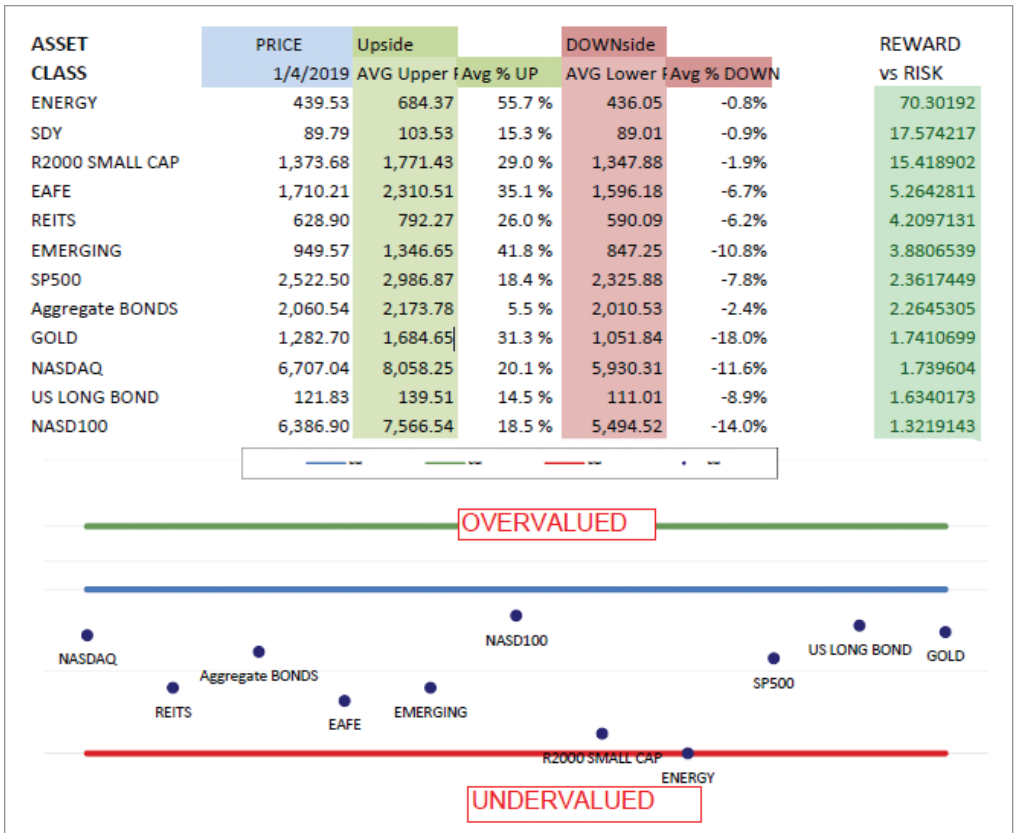 ASSET PRICE Upside DOWNside REWARD
CLASS 1/4/2019 AVG Upper Avg % UP AVG Lower Avg % DOWN vs RISK
ENERGY 439.53 684.37 55.7 % 436.05 -0.8% 70.30192
SDY 89.79 103.53 15.3 % 89.01 -0.9% 17.574217
R2000 SMALL CAP 1,373.68 1,771.43 29.0 % 1,347.88 -1.9% 15.418902
EAFE 1,710.21 2,310.51 35.1 % 1,596.18 -6.7% 5.2642811
REITS 628.90 792.27 26.0 % 590.09 -6.2% 4.2097131
EMERGING 949.57 1,346.65 41.8 % 847.25 -10.8% 3.8806539
SP500 2,522.50 2,986.87 18.4 % 2,325.88 -7.8% 2.3617449
Aggregate BONDS 2,060.54 2,173.78 5.5 % 2,010.53 -2.4% 2.2645305
GOLD 1,282.70 1,684.65 31.3 % 1,051.84 -18.0% 1.7410699
NASDAQ 6,707.04 8,058.25 20.1 % 5,930.31 -11.6% 1.739604
US LONG BOND 121.83 139.51 14.5 % 111.01 -8.9% 1.6340173
NASD100 6,386.90 7,566.54 18.5 % 5,494.52 -14.0% 1.3219143
OVERVALUED
NASD100
US LONG BOND
GOLD
NASDAQ
Aggregate BONDS
SP500
REITS
EMERGING
EAFE
R2000 SMALL CAP
ENERGY
UNDERVALUED